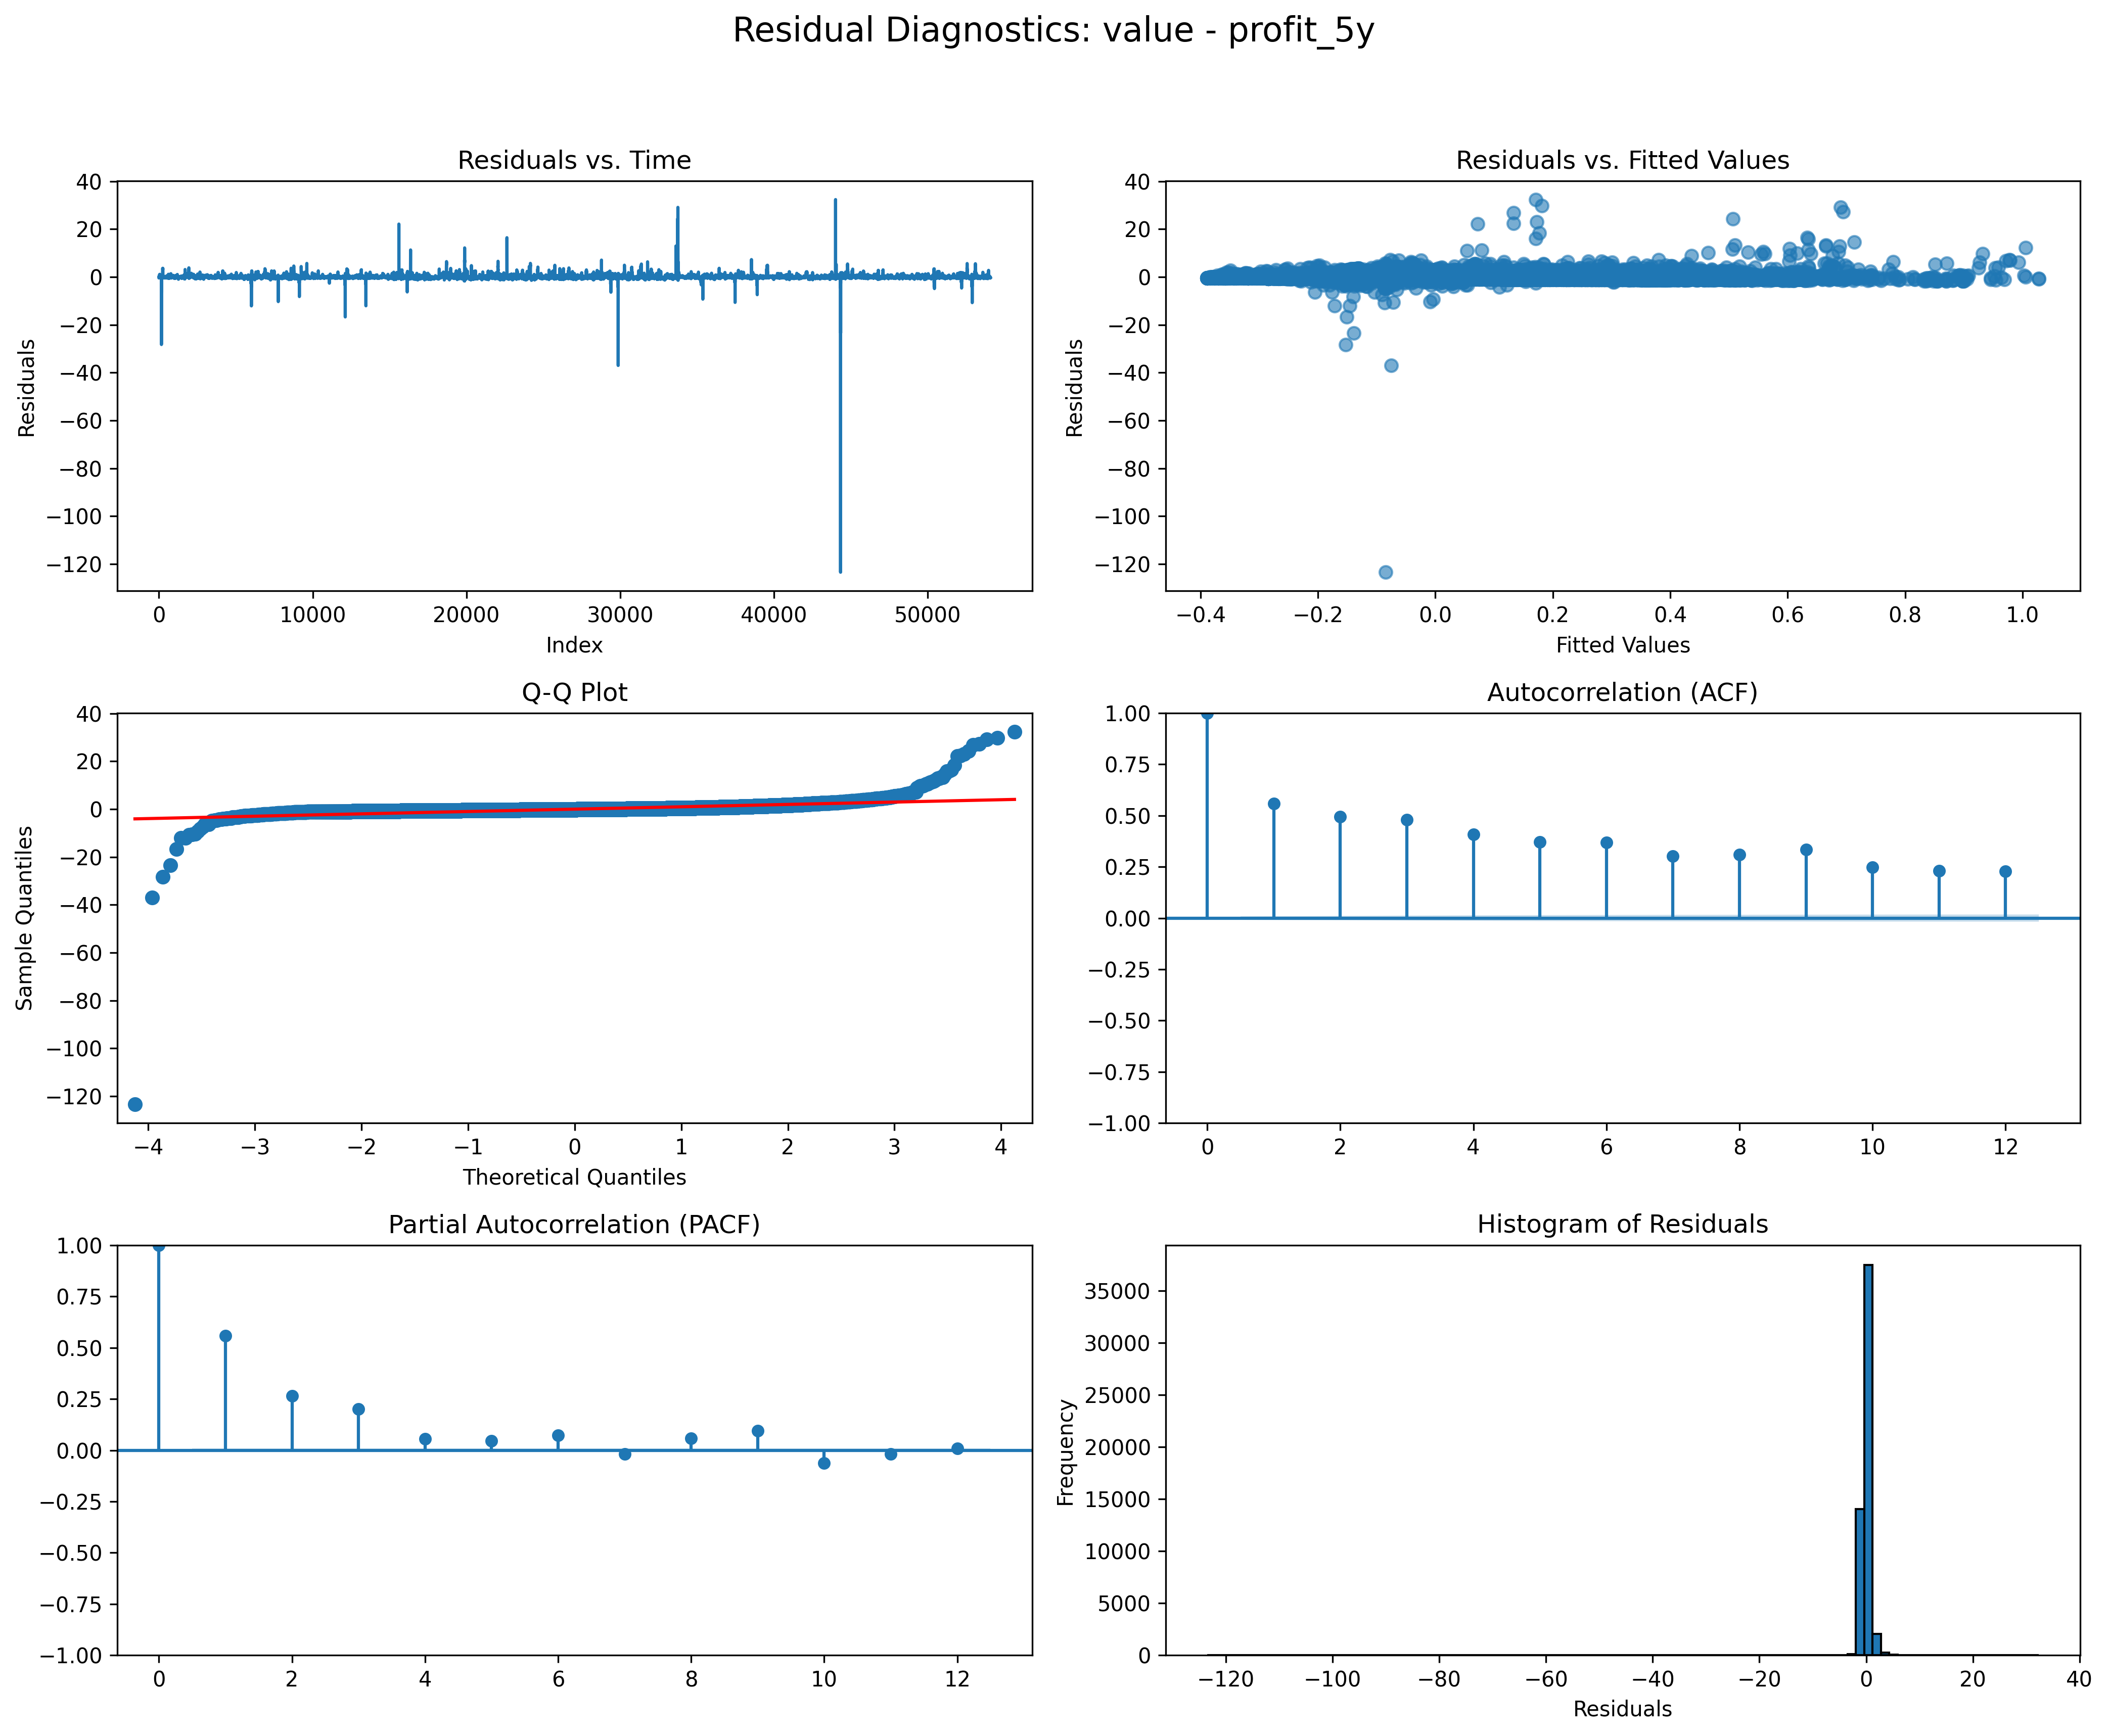 Residual Diagnostics: value - profit_5y
Residuals vs. Time
40
20
0
−20
−40
−60
−80
−100
−120
Residuals
0 10000 20000 30000 40000 50000
Index
Residuals vs. Fitted Values
40
20
0
−20
−40
−60
−80
−100
−120
Residuals
−0.4 −0.2 0.0 0.2 0.4 0.6 0.8 1.0
Fitted Values
Q-Q Plot
40
20
0
−20
−40
−60
−80
−100
−120
Sample Quantiles
−4 −3 −2 −1 0 1 2 3 4
Theoretical Quantiles
Autocorrelation (ACF)
1.00
0.75
0.50
0.25
0.00
−0.25
−0.50
−0.75
−1.00
0 2 4 6 8 10 12
Partial Autocorrelation (PACF)
1.00
0.75
0.50
0.25
0.00
−0.25
−0.50
−0.75
−1.00
0 2 4 6 8 10 12
Histogram of Residuals
35000
30000
25000
20000
15000
10000
5000
0
Frequency
−120 −100 −80 −60 −40 −20 0 20 40
Residuals